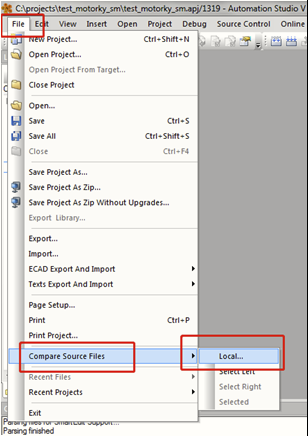 C:\projects\test_motorky_sm\test_motorky_sm.apj/1319 - Automation Studio V
File Edit View Insert Open Project Debug Source Control Online
New Project... Ctrl+Shift+N
Open Project... Ctrl+O
Open Project From Target...
Close Project
Open...
Save Ctrl+S
Save All Ctrl+Shift+S
Close Ctrl+F4
Save Project As...
Save Project As Zip...
Save Project As Zip Without Upgrades...
Export Library...
Export...
Import...
ECAD Export And Import
Texts Export And Import
Page Setup...
Print Ctrl+P
Print Project...
Compare Source Files Local...
Select Left
Recent Files Select Right
Recent Projects Selected
Exit
Parsing files for SmartEdit Support...
Parsing finished